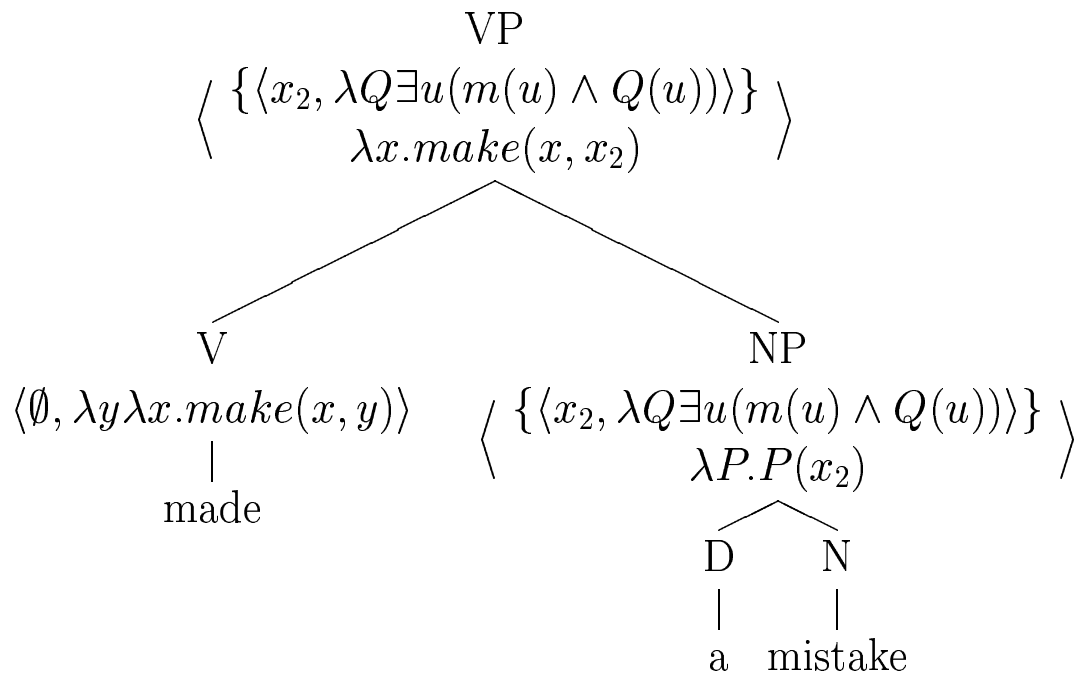 VP
{⟨x₂, λQ∃u(m(u) ∧ Q(u))⟩}
λx.make(x, x₂)
V NP
⟨∅, λyλx.make(x, y)⟩ {⟨x₂, λQ∃u(m(u) ∧ Q(u))⟩}
λP.P(x₂)
made
D N
a mistake